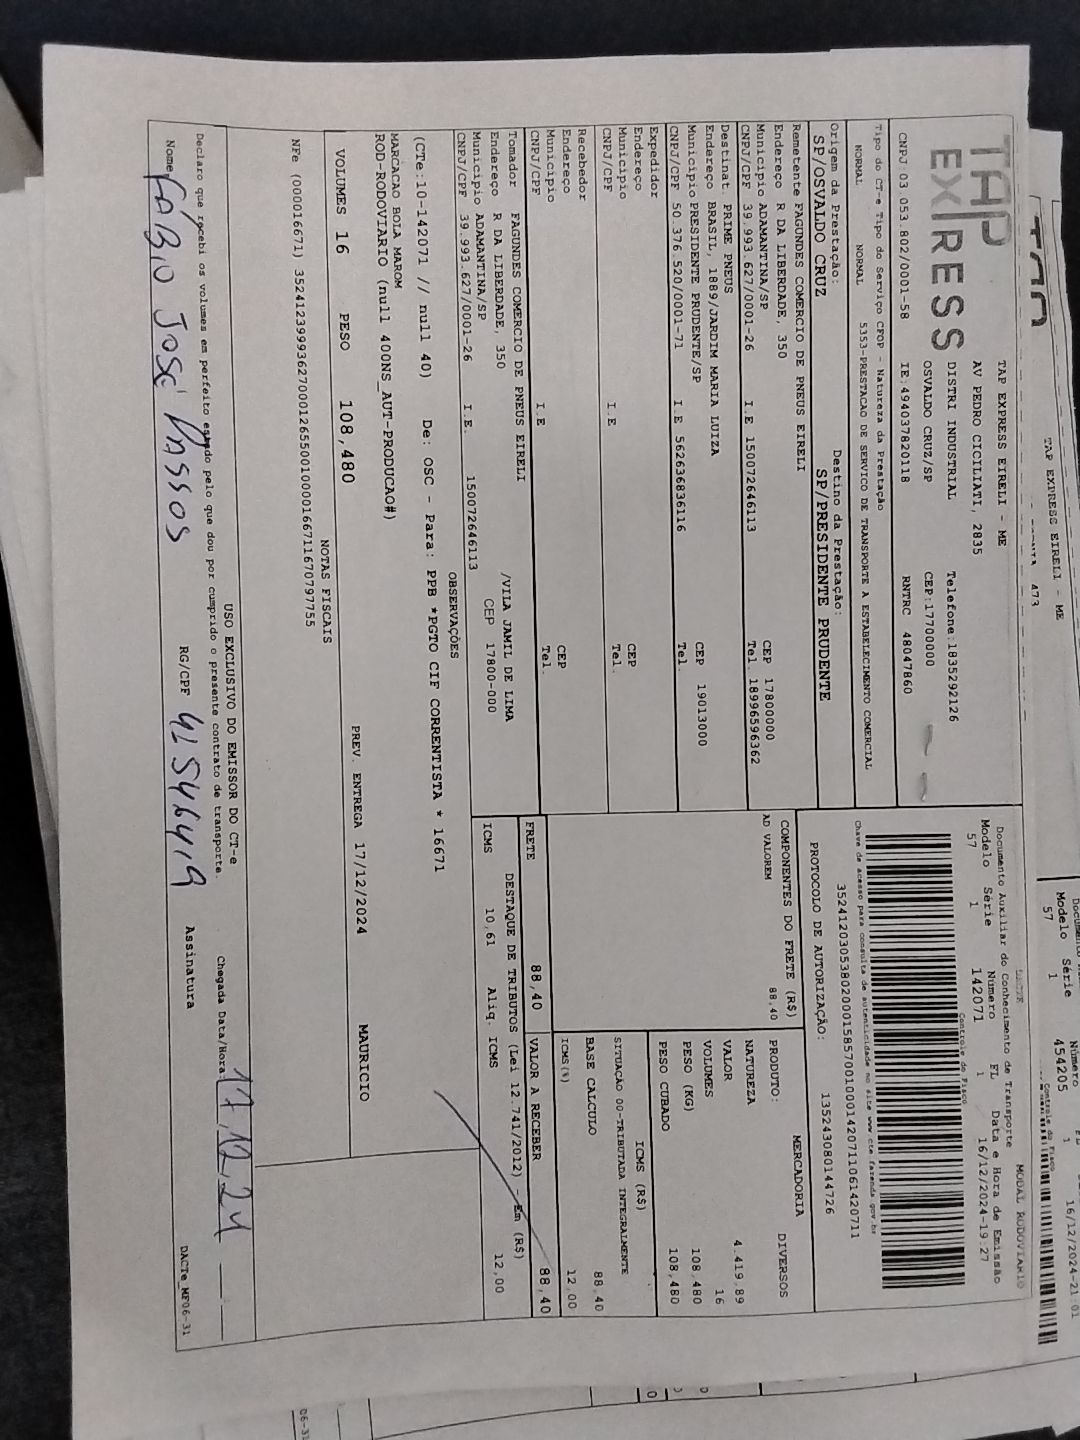 TAP
EXPRESS
TAP EXPRESS EIRELI - ME
AV PEDRO CICILIATI, 2835
DISTRI INDUSTRIAL Telefone:1835292126
OSVALDO CRUZ/SP CEP:17700000
CNPJ:03.053.802/0001-58 IE:494037820118 RNTRC 48047860
Tipo do CT-e Tipo do Serviço CFOP - Natureza da Prestação
NORMAL NORMAL 5353-PRESTACAO DE SERVICO DE TRANSPORTE A ESTABELECIMENTO COMERCIAL
Origem da Prestação: Destino da Prestação:
SP/OSVALDO CRUZ SP/PRESIDENTE PRUDENTE
Remetente FAGUNDES COMERCIO DE PNEUS EIRELI
Endereço R DA LIBERDADE, 350 CEP 17800000
Municipio ADAMANTINA/SP Tel. 18996596362
CNPJ/CPF 39.993.627/0001-26 I.E 150072646113
Destinat. PRIME PNEUS
Endereço BRASIL, 1889/JARDIM MARIA LUIZA
Municipio PRESIDENTE PRUDENTE/SP CEP 19013000
CNPJ/CPF 50.376.520/0001-71 I.E 562636836116 Tel.
Expedidor
Endereço
Municipio CEP
CNPJ/CPF I.E Tel.
Recebedor
Endereço
Municipio CEP
CNPJ/CPF I.E Tel.
Tomador FAGUNDES COMERCIO DE PNEUS EIRELI
Endereço R DA LIBERDADE, 350 /VILA JAMIL DE LIMA
Municipio ADAMANTINA/SP CEP 17800-000
CNPJ/CPF 39.993.627/0001-26 I.E. 150072646113
Documento Auxiliar do Conhecimento de Transporte MODAL RODOVIARIO
Modelo Série Número FL Data e Hora de Emissão
57 1 142071 1 16/12/2024-19:27
Controle do Fisco
Chave de acesso para consulta de autenticidade no site www.cte.fazenda.gov.br
35241203053802000158570010001420711061420711
PROTOCOLO DE AUTORIZAÇÃO: 135243080144726
COMPONENTES DO FRETE (R$)
AD VALOREM 88,40
PRODUTO: MERCADORIA
NATUREZA DIVERSOS
VALOR 4.419,89
VOLUMES 16
PESO (KG) 108,480
PESO CUBADO 108,480
ICMS (R$)
SITUAÇÃO 00-TRIBUTADA INTEGRALMENTE
BASE CALCULO 88,40
ICMS(%) 12,00
FRETE 88,40 VALOR A RECEBER 88,40
DESTAQUE DE TRIBUTOS (Lei 12.741/2012) - Em (R$)
ICMS 10,61 Aliq. ICMS 12,00
OBSERVAÇÕES
(CTe:10-142071 // null 40) De: OSC - Para: PPB *PGTO CIF CORRENTISTA * 16671
MARCACAO BOLA MAROM
ROD-RODOVIARIO (null 400NS_AUT-PRODUCAO#)
VOLUMES 16 PESO 108,480 PREV. ENTREGA 17/12/2024 MAURICIO
NOTAS FISCAIS
NFe (000016671) 35241239993627000126550010000166711670797755
USO EXCLUSIVO DO EMISSOR DO CT-e
Declaro que recebi os volumes em perfeito estado pelo que dou por cumprido o presente contrato de transporte. Chegada Data/Hora: 17.12.24
Nome FÁBIO JOSÉ PASSOS RG/CPF 41546419 Assinatura
DACTe_MF06-31
TAP EXPRESS EIRELI - ME
473
Modelo Série Número
57 1 454205 1 16/12/2024-21:01
Controle do Fisco